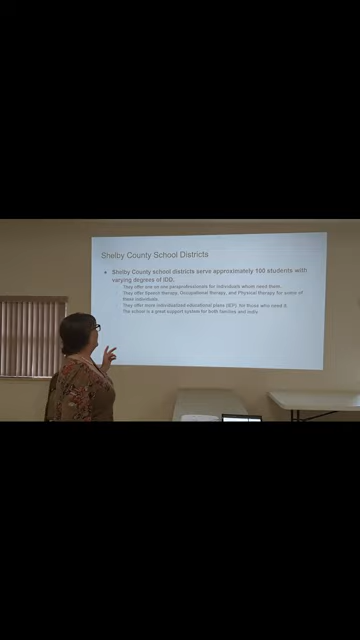 Shelby County School Districts
● Shelby County school districts serve approximately 100 students with
varying degrees of IDD.
They offer one on one paraprofessionals for individuals whom need them.
They offer Speech therapy, Occupational therapy, and Physical therapy for some of
these individuals
They offer more individualized educational plans (IEP), for those who need it.
The school is a great support system for both families and indiv